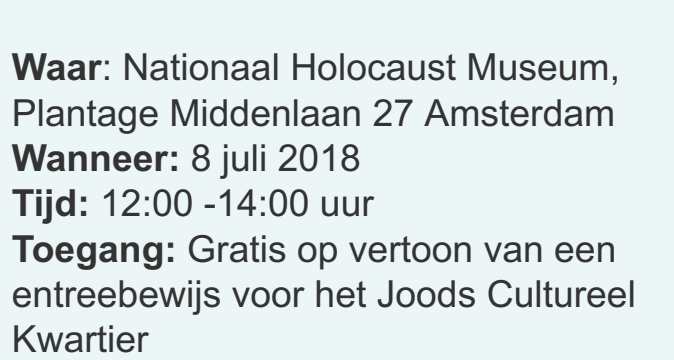 Waar: Nationaal Holocaust Museum,
Plantage Middenlaan 27 Amsterdam
Wanneer: 8 juli 2018
Tijd: 12:00 -14:00 uur
Toegang: Gratis op vertoon van een
entreebewijs voor het Joods Cultureel
Kwartier